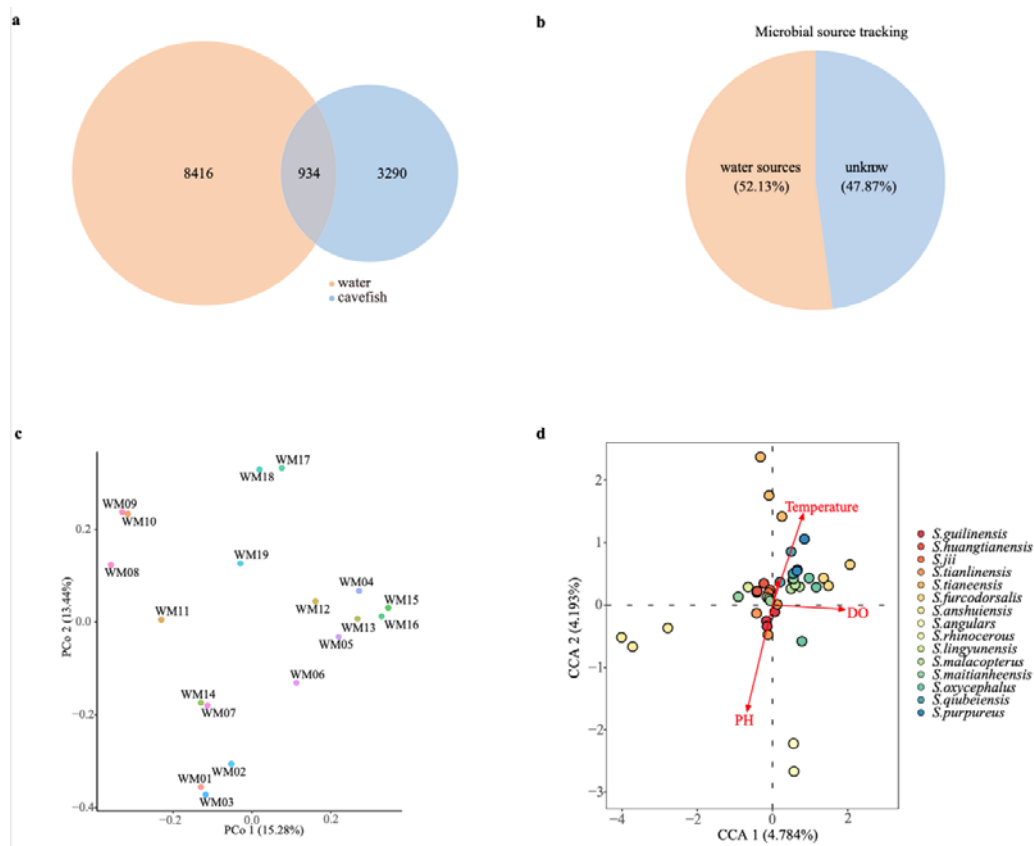 a
8416
934
3290
water
cavefish
b
Microbial source tracking
water sources
(52.13%)
unknow
(47.87%)
c
WM17
WM18
WM09
WM10
WM08
WM19
WM04
WM12
WM15
WM11
WM13
WM16
WM05
WM06
WM14
WM07
WM02
WM01
WM03
0.2
0.0
−0.2
−0.4
PCo 2 (13.44%)
−0.2
0.0
0.2
PCo 1 (15.28%)
d
2
1
0
−1
−2
−3
CCA 2 (4.193%)
Temperature
DO
PH
−4
−2
0
2
CCA 1 (4.784%)
S.guilinensis
S.huangtianensis
S.jii
S.tianlinensis
S.tianeensis
S.furcodorsalis
S.anshuiensis
S.angulars
S.rhinocerous
S.lingyunensis
S.malacopterus
S.maitianheensis
S.oxycephalus
S.qiubeiensis
S.purpureus